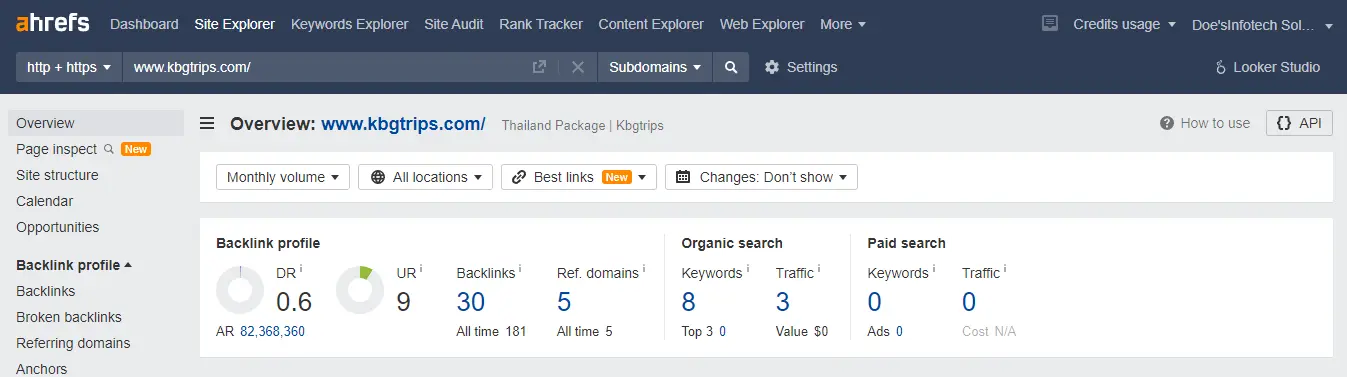 ahrefs Dashboard Site Explorer Keywords Explorer Site Audit Rank Tracker Content Explorer Web Explorer More Credits usage Doe'sInfotech Sol...
http + https www.kbgtrips.com/ Subdomains Settings Looker Studio
Overview
Page inspect New
Site structure
Calendar
Opportunities
Backlink profile
Backlinks
Broken backlinks
Referring domains
Anchors
Overview: www.kbgtrips.com/ Thailand Package | Kbgtrips How to use {} API
Monthly volume All locations Best links New Changes: Don't show
Backlink profile
DR i UR i Backlinks i Ref. domains i
0.6 9 30 5
AR 82,368,360 All time 181 All time 5
Organic search
Keywords i Traffic i
8 3
Top 3 0 Value $0
Paid search
Keywords i Traffic i
0 0
Ads 0 Cost N/A